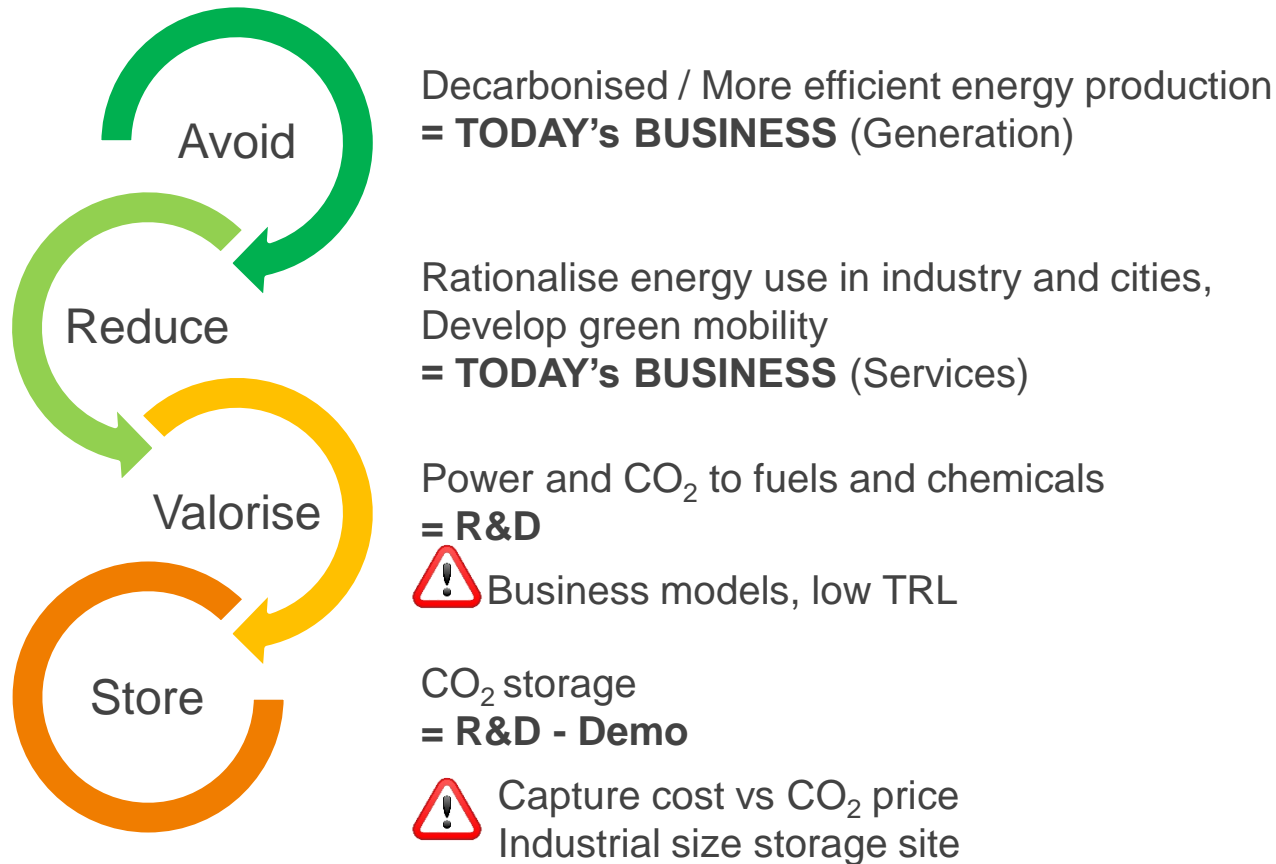 Avoid
Decarbonised / More efficient energy production
= TODAY's BUSINESS (Generation)
Reduce
Rationalise energy use in industry and cities,
Develop green mobility
= TODAY's BUSINESS (Services)
Valorise
Power and CO₂ to fuels and chemicals
= R&D
Business models, low TRL
Store
CO₂ storage
= R&D - Demo
Capture cost vs CO₂ price
Industrial size storage site